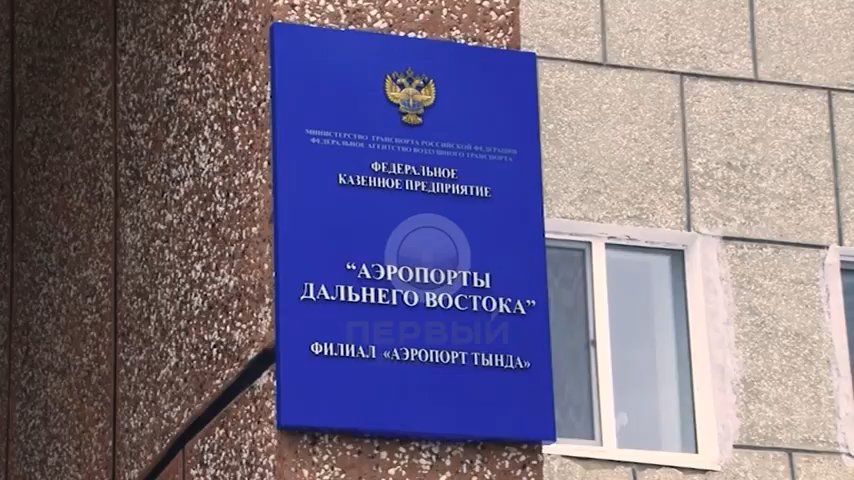 МИНИСТЕРСТВО ТРАНСПОРТА РОССИЙСКОЙ ФЕДЕРАЦИИ
ФЕДЕРАЛЬНОЕ АГЕНТСТВО ВОЗДУШНОГО ТРАНСПОРТА
ФЕДЕРАЛЬНОЕ
КАЗЕННОЕ ПРЕДПРИЯТИЕ
“АЭРОПОРТЫ
ДАЛЬНЕГО ВОСТОКА”
ПЕРВЫЙ
ФИЛИАЛ «АЭРОПОРТ ТЫНДА»